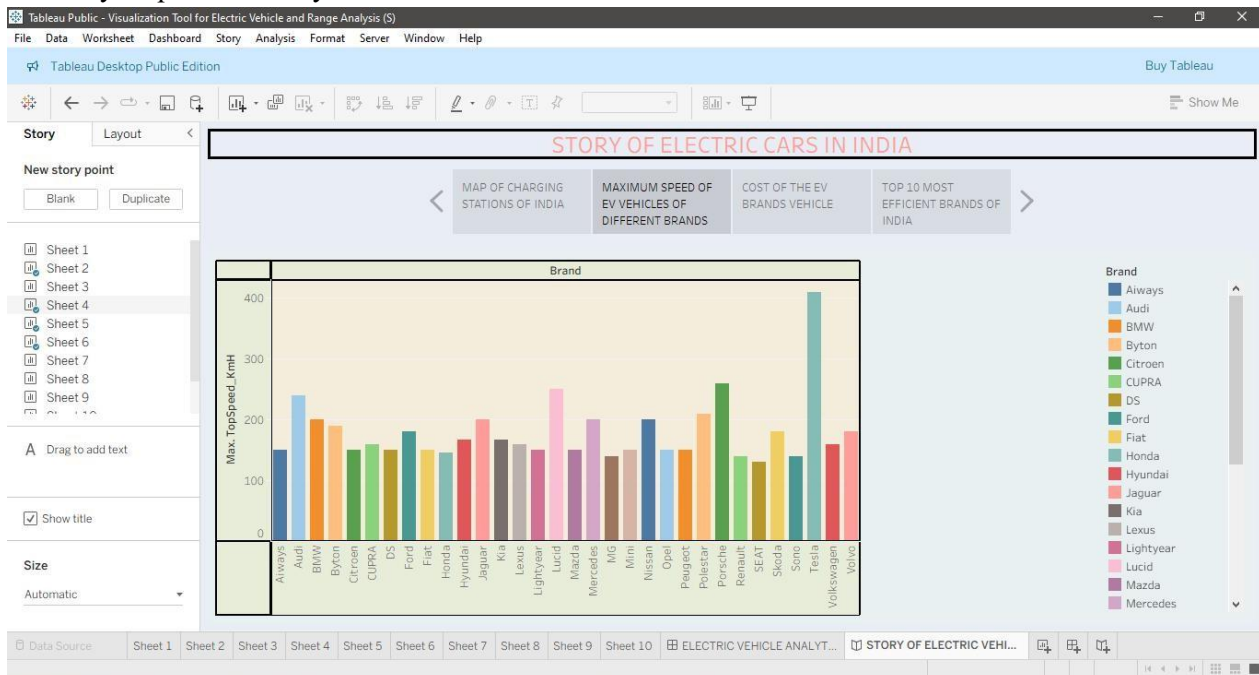 Tableau Public - Visualization Tool for Electric Vehicle and Range Analysis (S)
File Data Worksheet Dashboard Story Analysis Format Server Window Help
Tableau Desktop Public Edition
Buy Tableau
Show Me
Story Layout
New story point
Blank Duplicate
Sheet 1
Sheet 2
Sheet 3
Sheet 4
Sheet 5
Sheet 6
Sheet 7
Sheet 8
Sheet 9
A Drag to add text
Show title
Size
Automatic
STORY OF ELECTRIC CARS IN INDIA
MAP OF CHARGING
STATIONS OF INDIA
MAXIMUM SPEED OF
EV VEHICLES OF
DIFFERENT BRANDS
COST OF THE EV
BRANDS VEHICLE
TOP 10 MOST
EFFICIENT BRANDS OF
INDIA
Brand
Max. TopSpeed_KmH
400
300
200
100
0
Aiways
Audi
BMW
Byton
Citroen
CUPRA
DS
Ford
Fiat
Honda
Hyundai
Jaguar
Kia
Lexus
Lightyear
Lucid
Mazda
Mercedes
MG
Mini
Nissan
Opel
Peugeot
Polestar
Porsche
Renault
SEAT
Skoda
Sono
Tesla
Volkswagen
Volvo
Brand
Aiways
Audi
BMW
Byton
Citroen
CUPRA
DS
Ford
Fiat
Honda
Hyundai
Jaguar
Kia
Lexus
Lightyear
Lucid
Mazda
Mercedes
Data Source Sheet 1 Sheet 2 Sheet 3 Sheet 4 Sheet 5 Sheet 6 Sheet 7 Sheet 8 Sheet 9 Sheet 10 ELECTRIC VEHICLE ANALYT... STORY OF ELECTRIC VEHI...